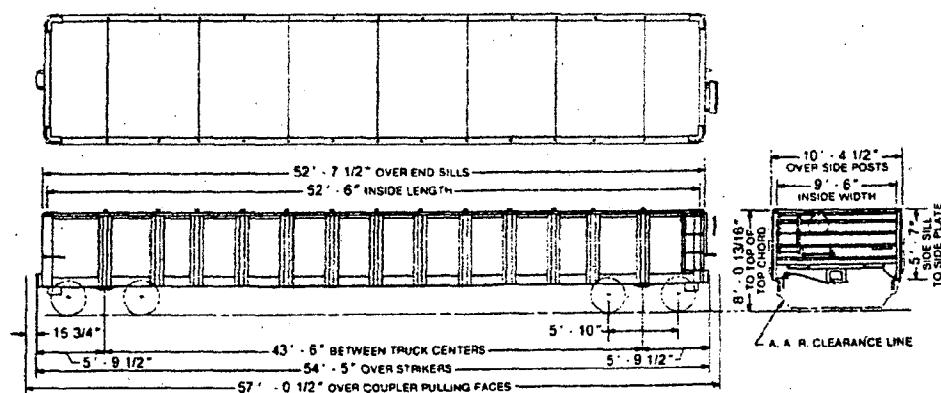 52' - 7 1/2" OVER END SILLS
52' - 6" INSIDE LENGTH
10' - 4 1/2"
OVER SIDE POSTS
9' - 6"
INSIDE WIDTH
8' - 0 13/16"
TO TOP OF
TOP CHORD
5' - 7"
SIDE SILL
TO SIDE PLATE
15 3/4"
5' - 10"
43' - 6" BETWEEN TRUCK CENTERS
5' - 9 1/2"
5' - 9 1/2"
54' - 5" OVER STRIKERS
57' - 0 1/2" OVER COUPLER PULLING FACES
A. A. R. CLEARANCE LINE